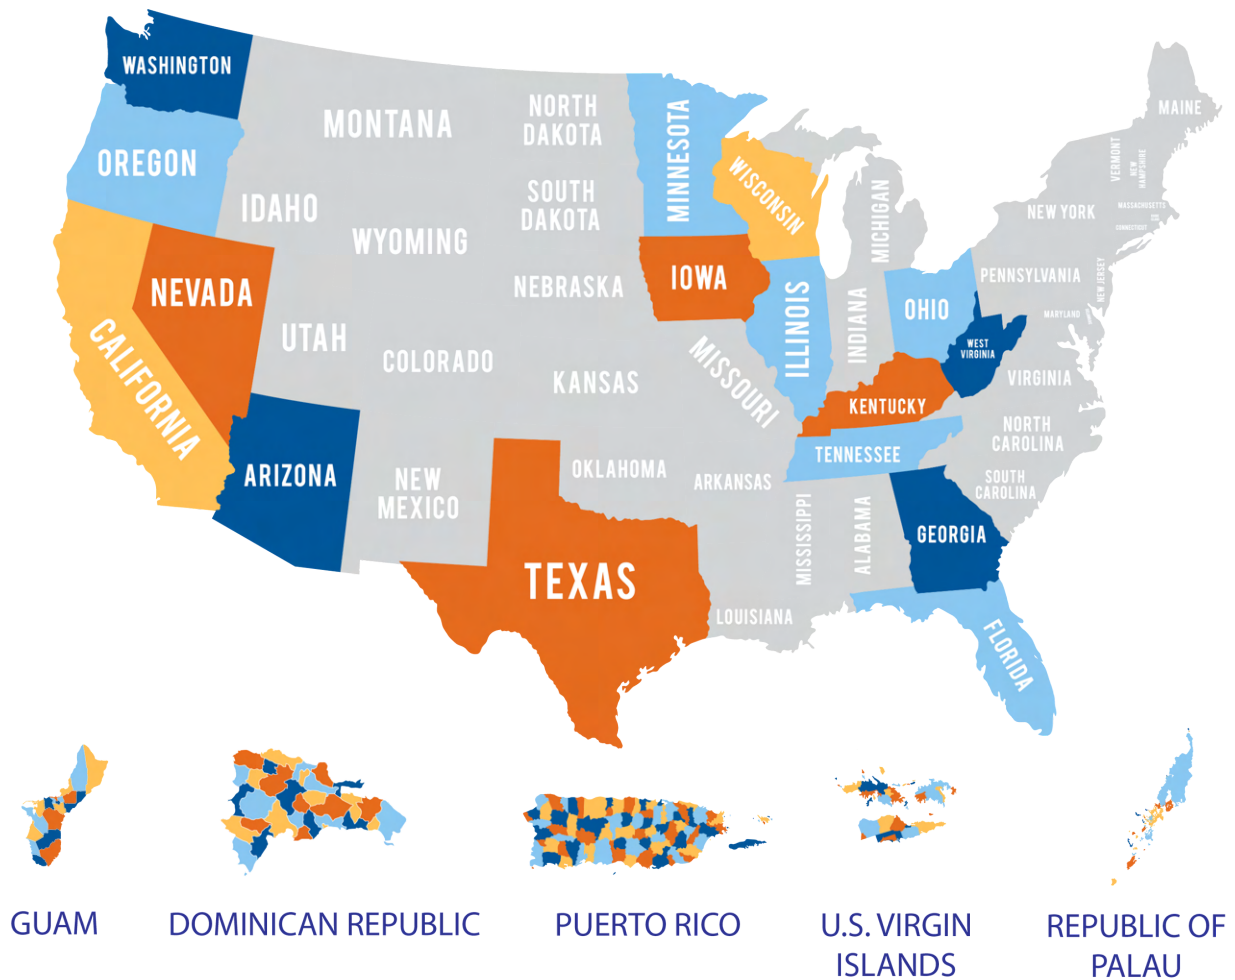 WASHINGTON
MONTANA
NORTH
DAKOTA
MINNESOTA
MAINE
OREGON
WISCONSIN
VERMONT
NEW
HAMPSHIRE
IDAHO
SOUTH
DAKOTA
MICHIGAN
NEW YORK
MASSACHUSETTS
CONNECTICUT
WYOMING
NEVADA
IOWA
NEBRASKA
PENNSYLVANIA
NEW JERSEY
OHIO
MARYLAND
ILLINOIS
INDIANA
UTAH
CALIFORNIA
COLORADO
WEST
VIRGINIA
KANSAS
MISSOURI
VIRGINIA
KENTUCKY
NORTH
CAROLINA
TENNESSEE
ARIZONA
NEW
MEXICO
OKLAHOMA
ARKANSAS
SOUTH
CAROLINA
MISSISSIPPI
ALABAMA
GEORGIA
TEXAS
LOUISIANA
FLORIDA
GUAM
DOMINICAN REPUBLIC
PUERTO RICO
U.S. VIRGIN
ISLANDS
REPUBLIC OF
PALAU